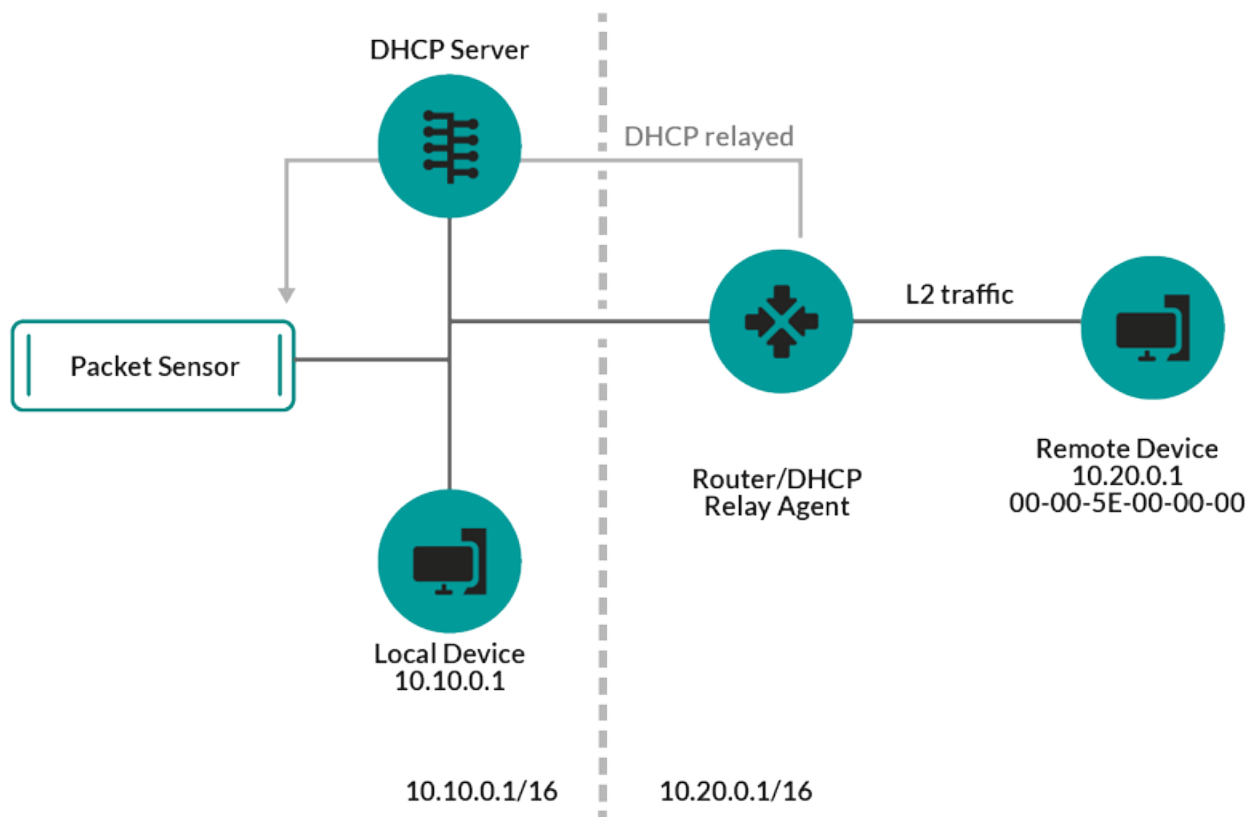 DHCP Server
DHCP relayed
L2 traffic
Packet Sensor
Router/DHCP
Relay Agent
Remote Device
10.20.0.1
00-00-5E-00-00-00
Local Device
10.10.0.1
10.10.0.1/16
10.20.0.1/16